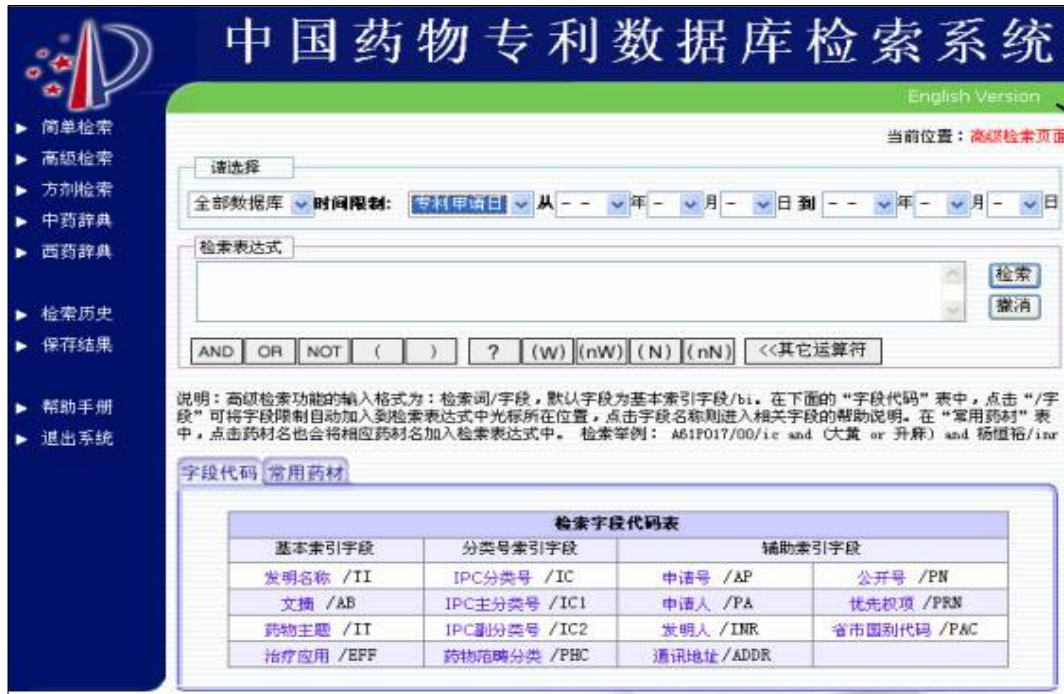 中国药物专利数据库检索系统
English Version
当前位置：高级检索页面
简单检索
高级检索
方剂检索
中药辞典
西药辞典
检索历史
保存结果
帮助手册
退出系统
请选择
全部数据库 时间限制: 专利申请日 从 - - 年 - 月 - 日 到 - - 年 - 月 - 日
检索表达式
检索
撤消
AND OR NOT ( ) ? (W) (nW) (N) (nN) <<其它运算符
说明：高级检索功能的输入格式为：检索词/字段，默认字段为基本索引字段/bi。在下面的“字段代码”表中，点击“/字
段”可将字段限制自动加入到检索表达式中光标所在位置，点击字段名称则进入相关字段的帮助说明。在“常用药材”表
中，点击药材名也会将相应药材名加入检索表达式中。 检索举例： A61P017/00/ic and (大黄 or 升麻) and 杨恒裕/inr
字段代码 常用药材
检索字段代码表
基本索引字段 分类号索引字段 辅助索引字段
发明名称 /TI IPC分类号 /IC 申请号 /AP 公开号 /PN
文摘 /AB IPC主分类号 /IC1 申请人 /PA 优先权项 /PRN
药物主题 /IT IPC副分类号 /IC2 发明人 /INR 省市国别代码 /P&C
治疗应用 /EFF 药物范畴分类 /PHC 通讯地址 /ADDR